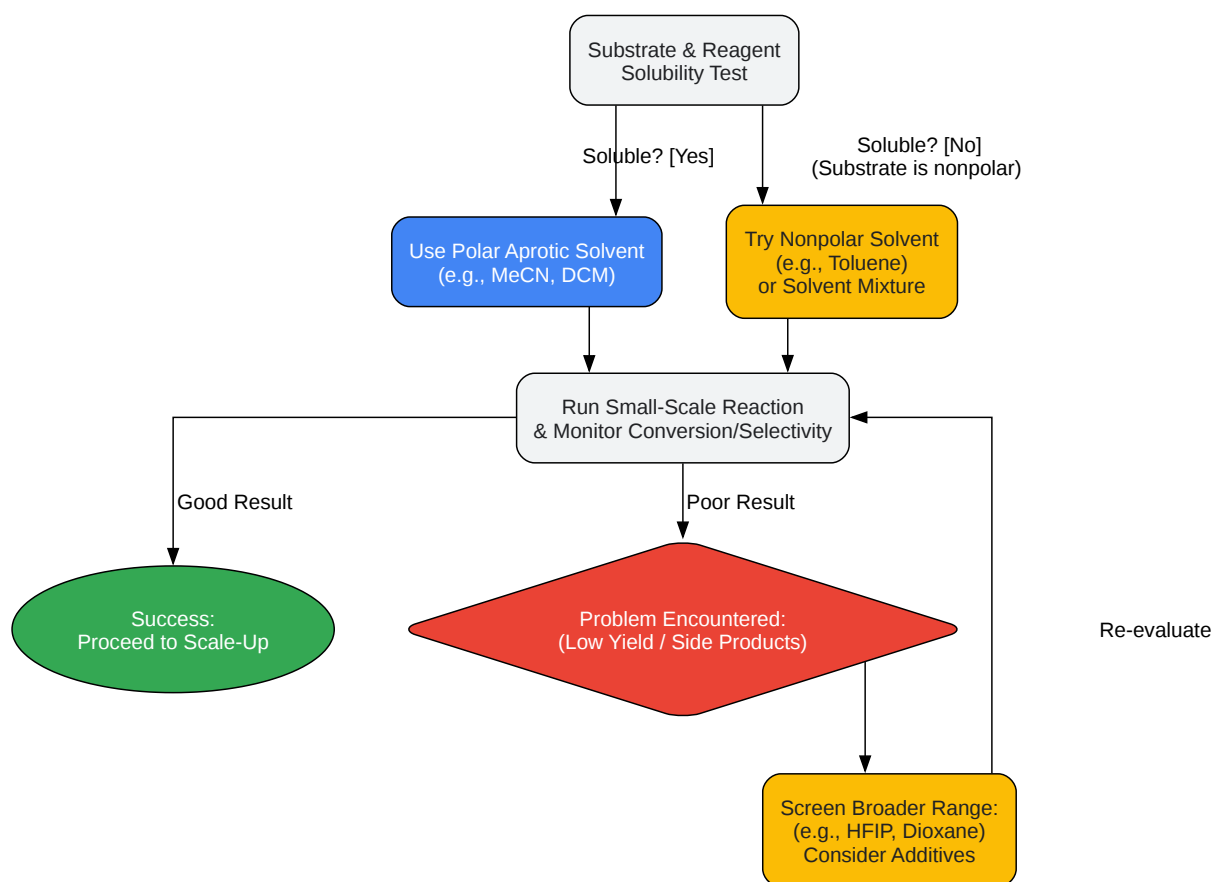 Substrate & Reagent
Solubility Test
Soluble? [Yes]
Soluble? [No]
(Substrate is nonpolar)
Use Polar Aprotic Solvent
(e.g., MeCN, DCM)
Try Nonpolar Solvent
(e.g., Toluene)
or Solvent Mixture
Run Small-Scale Reaction
& Monitor Conversion/Selectivity
Good Result
Poor Result
Success:
Proceed to Scale-Up
Problem Encountered:
(Low Yield / Side Products)
Re-evaluate
Screen Broader Range:
(e.g., HFIP, Dioxane)
Consider Additives